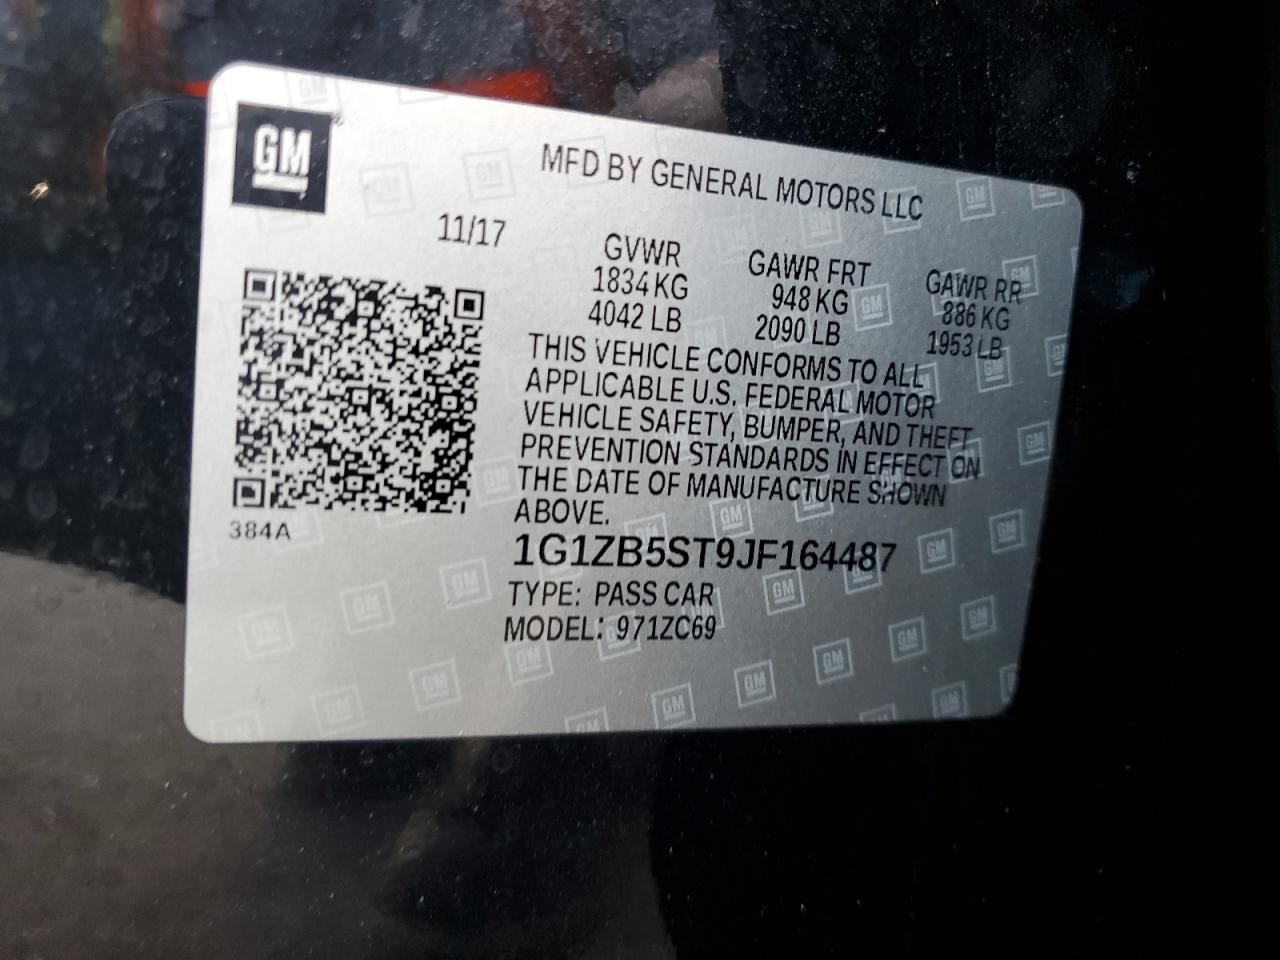 GM
MFD BY GENERAL MOTORS LLC
11/17
GVWR GAWR FRT GAWR RR
1834 KG 948 KG 886 KG
4042 LB 2090 LB 1953 LB
THIS VEHICLE CONFORMS TO ALL
APPLICABLE U.S. FEDERAL MOTOR
VEHICLE SAFETY, BUMPER, AND THEFT
PREVENTION STANDARDS IN EFFECT ON
THE DATE OF MANUFACTURE SHOWN
ABOVE.
384A
1G1ZB5ST9JF164487
TYPE: PASS CAR
MODEL: 971ZC69